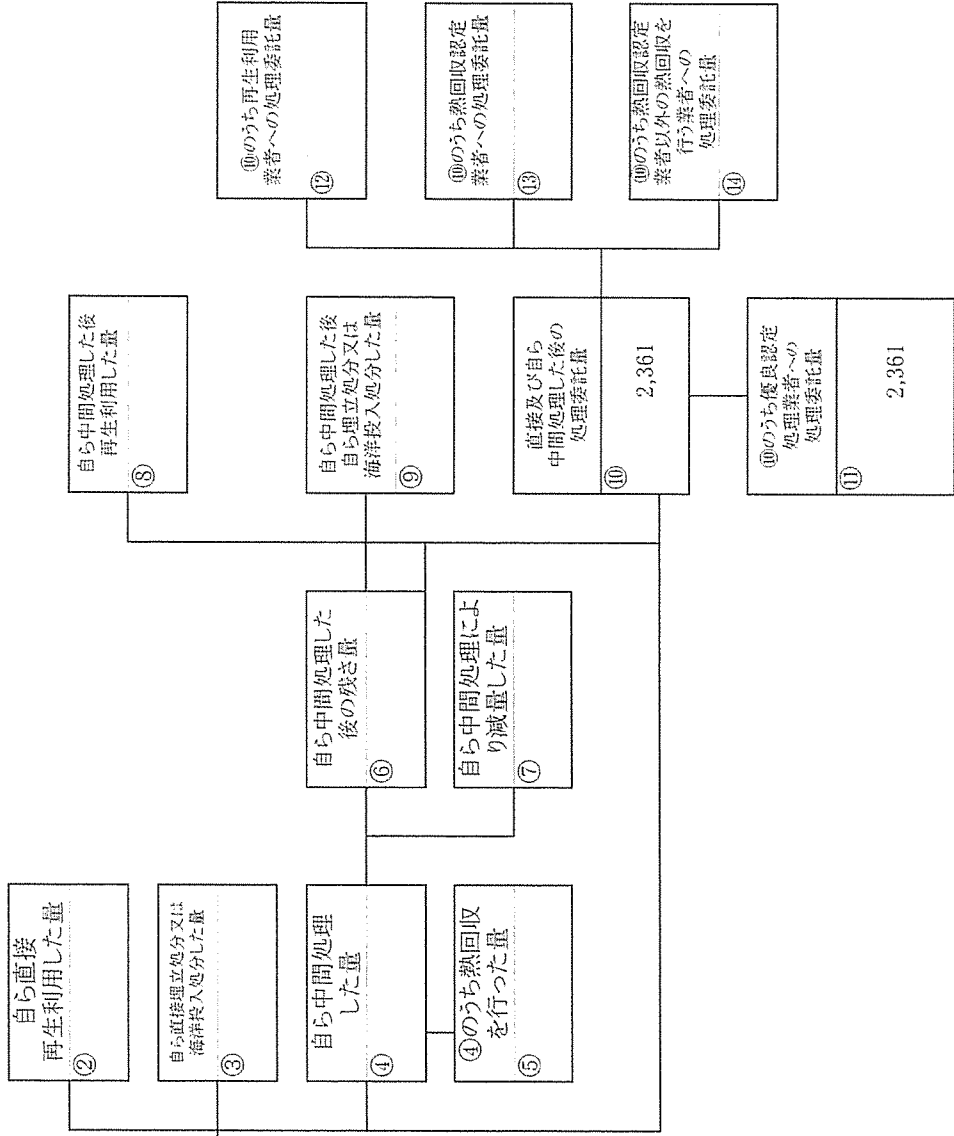 自ら直接
再生利用した量
②
自ら直接埋立処分又は
海洋投入処分した量
③
自ら中間処理
した量
④
④のうち熱回収
を行った量
⑤
自ら中間処理した
後の残さ量
⑥
自ら中間処理によ
り減量した量
⑦
自ら中間処理した後
再生利用した量
⑧
自ら中間処理した後
自ら埋立処分又は
海洋投入処分した量
⑨
直接及び自ら
中間処理した後の
処理委託量
⑩
2,361
⑩のうち優良認定
処理業者への
処理委託量
⑪
2,361
⑩のうち再生利用
業者への処理委託量
⑫
⑩のうち熱回収認定
業者への処理委託量
⑬
⑩のうち熱回収認定
業者以外の熱回収を
行う業者への
処理委託量
⑭